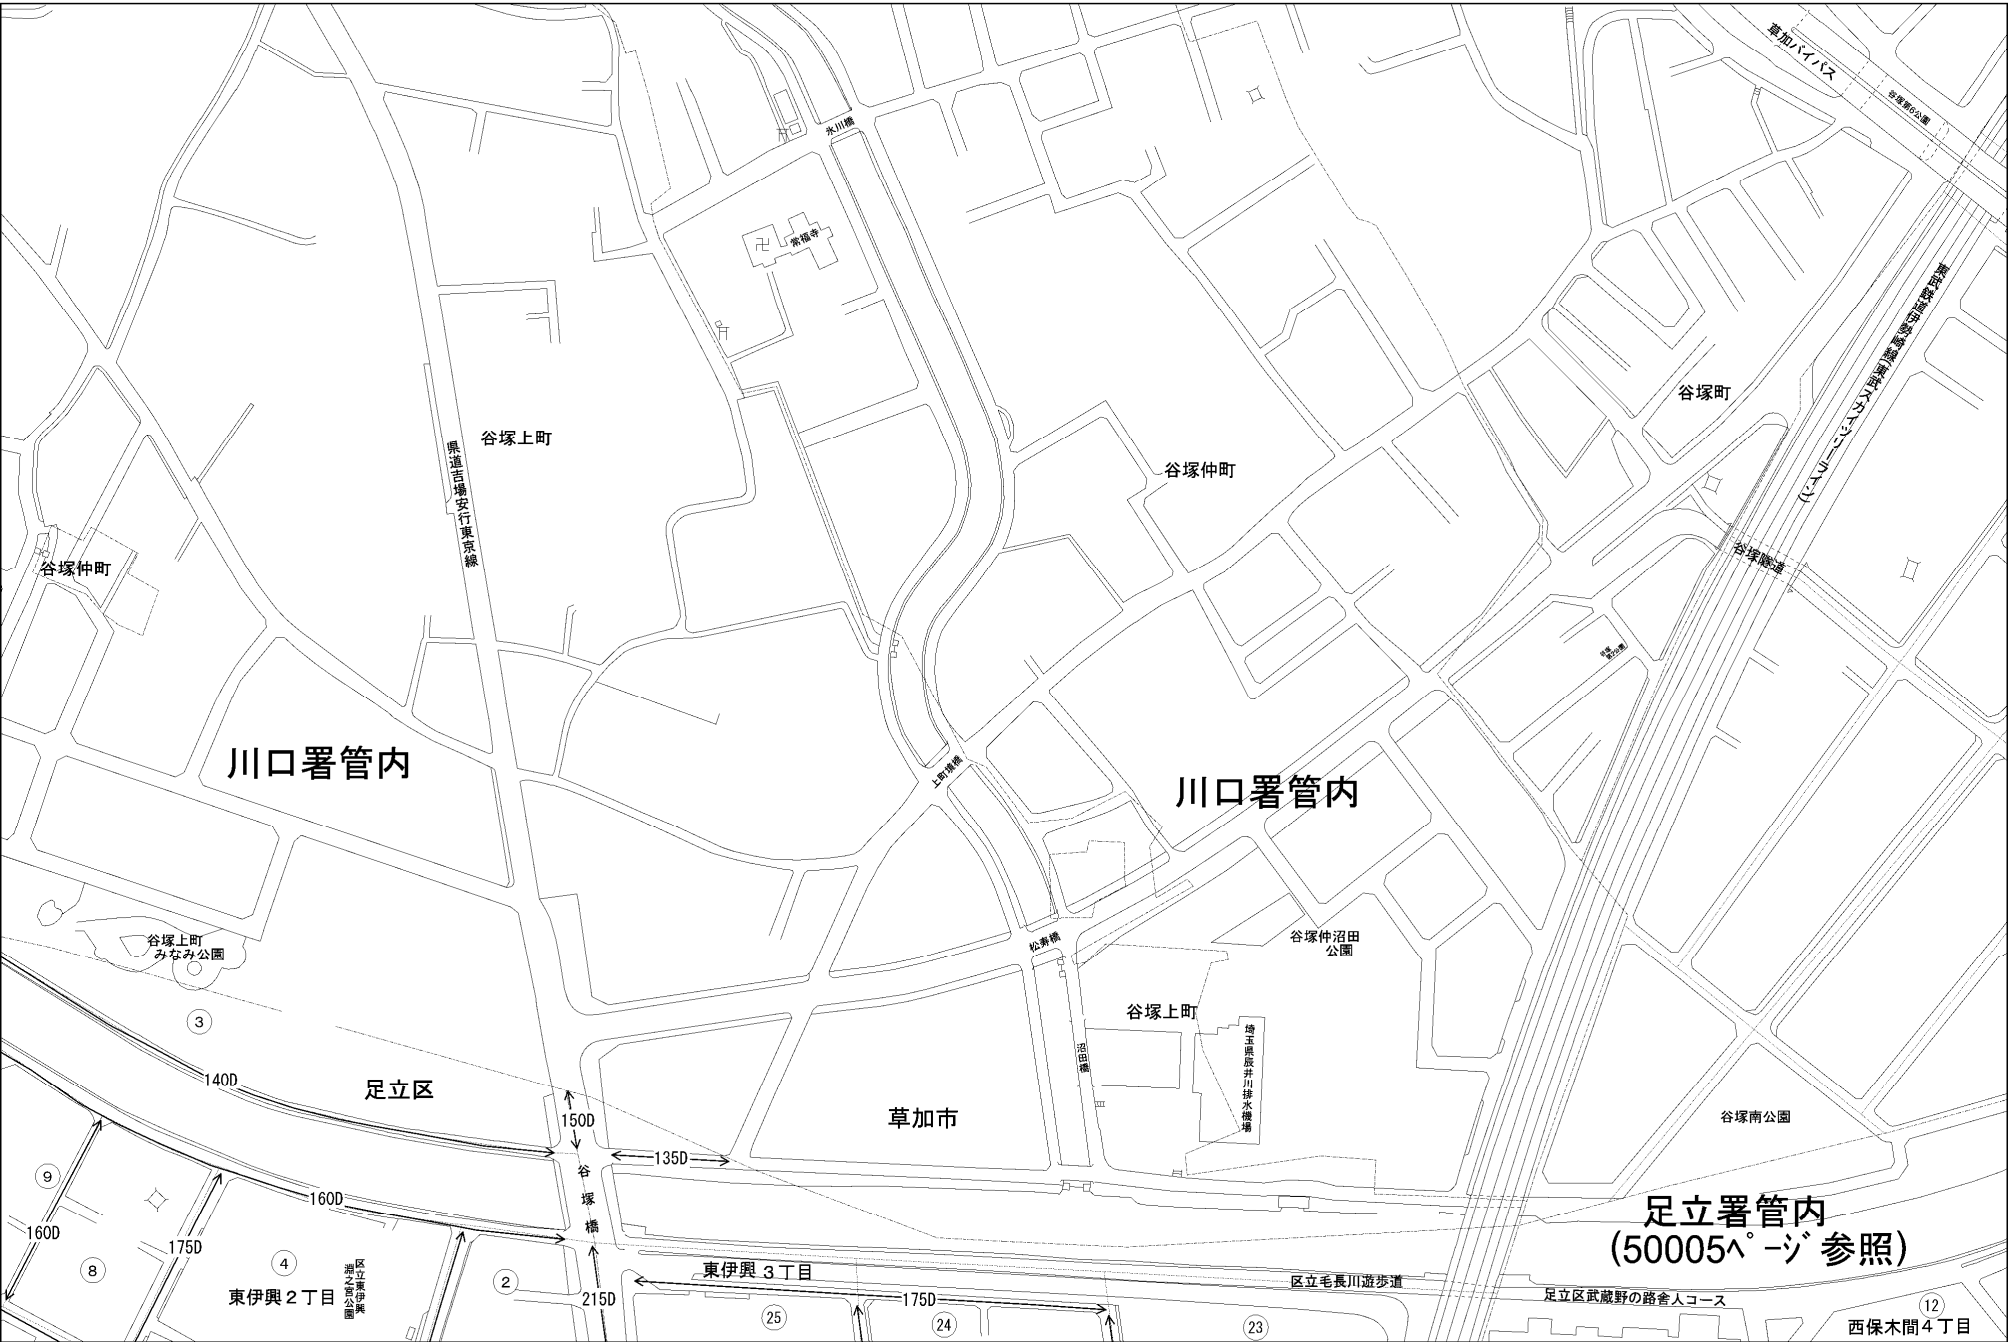 草加バイパス
谷塚第6公園
氷川橋
常福寺
東武鉄道伊勢崎線(東武スカイツリーライン)
谷塚町
谷塚上町
県道吉場安行東京線
谷塚仲町
谷塚隧道
谷塚仲町
谷塚
第2公園
川口署管内
上町境橋
川口署管内
谷塚上町
みなみ公園
松寿橋
谷塚仲沼田
公園
3
谷塚上町
埼玉県辰井川排水機場
沼田橋
140D
足立区
150D
草加市
谷塚南公園
135D
9
谷塚橋
160D
160D
175D
足立署管内
(50005ページ参照)
8
4
東伊興2丁目
区立東伊興
淵之宮公園
2
215D
東伊興3丁目
175D
区立毛長川遊歩道
足立区武蔵野の路舎人コース
25
24
23
12
西保木間4丁目